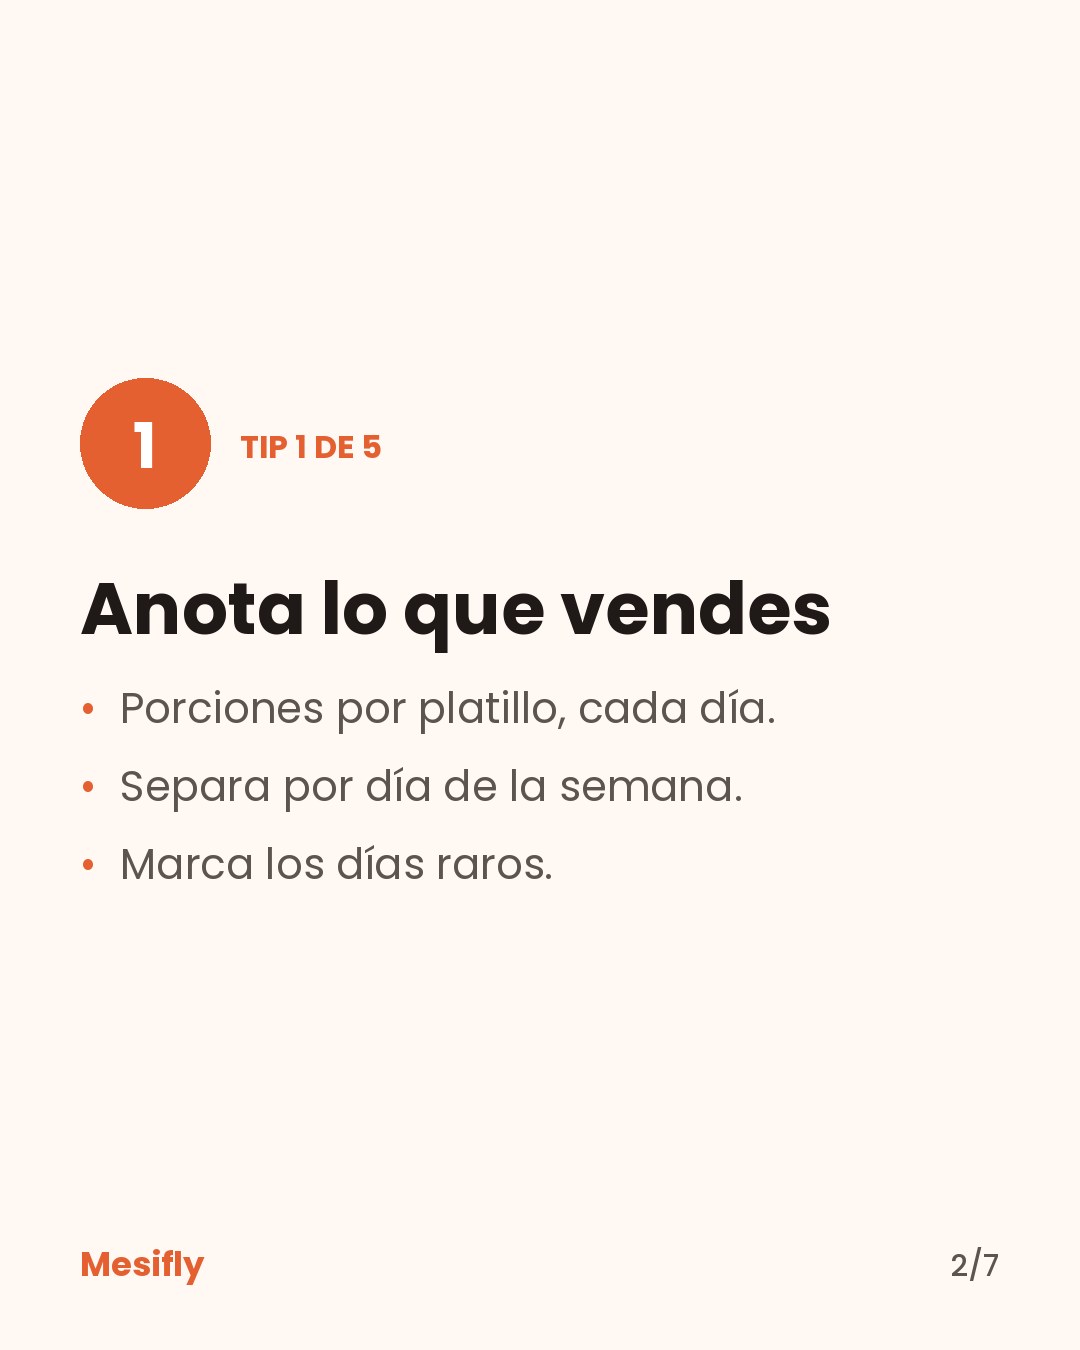 1
TIP 1 DE 5
Anota lo que vendes
• Porciones por platillo, cada día.
• Separa por día de la semana.
• Marca los días raros.
Mesifly
2/7